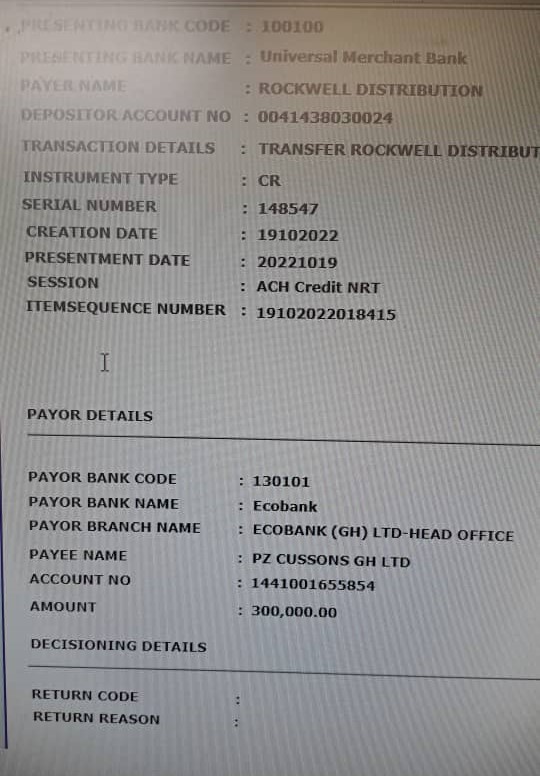 PRESENTING BANK CODE : 100100
PRESENTING BANK NAME : Universal Merchant Bank
PAYER NAME : ROCKWELL DISTRIBUTION
DEPOSITOR ACCOUNT NO : 0041438030024
TRANSACTION DETAILS : TRANSFER ROCKWELL DISTRIBUT
INSTRUMENT TYPE : CR
SERIAL NUMBER : 148547
CREATION DATE : 19102022
PRESENTMENT DATE : 20221019
SESSION : ACH Credit NRT
ITEMSEQUENCE NUMBER : 19102022018415
PAYOR DETAILS
PAYOR BANK CODE : 130101
PAYOR BANK NAME : Ecobank
PAYOR BRANCH NAME : ECOBANK (GH) LTD-HEAD OFFICE
PAYEE NAME : PZ CUSSONS GH LTD
ACCOUNT NO : 1441001655854
AMOUNT : 300,000.00
DECISIONING DETAILS
RETURN CODE :
RETURN REASON :